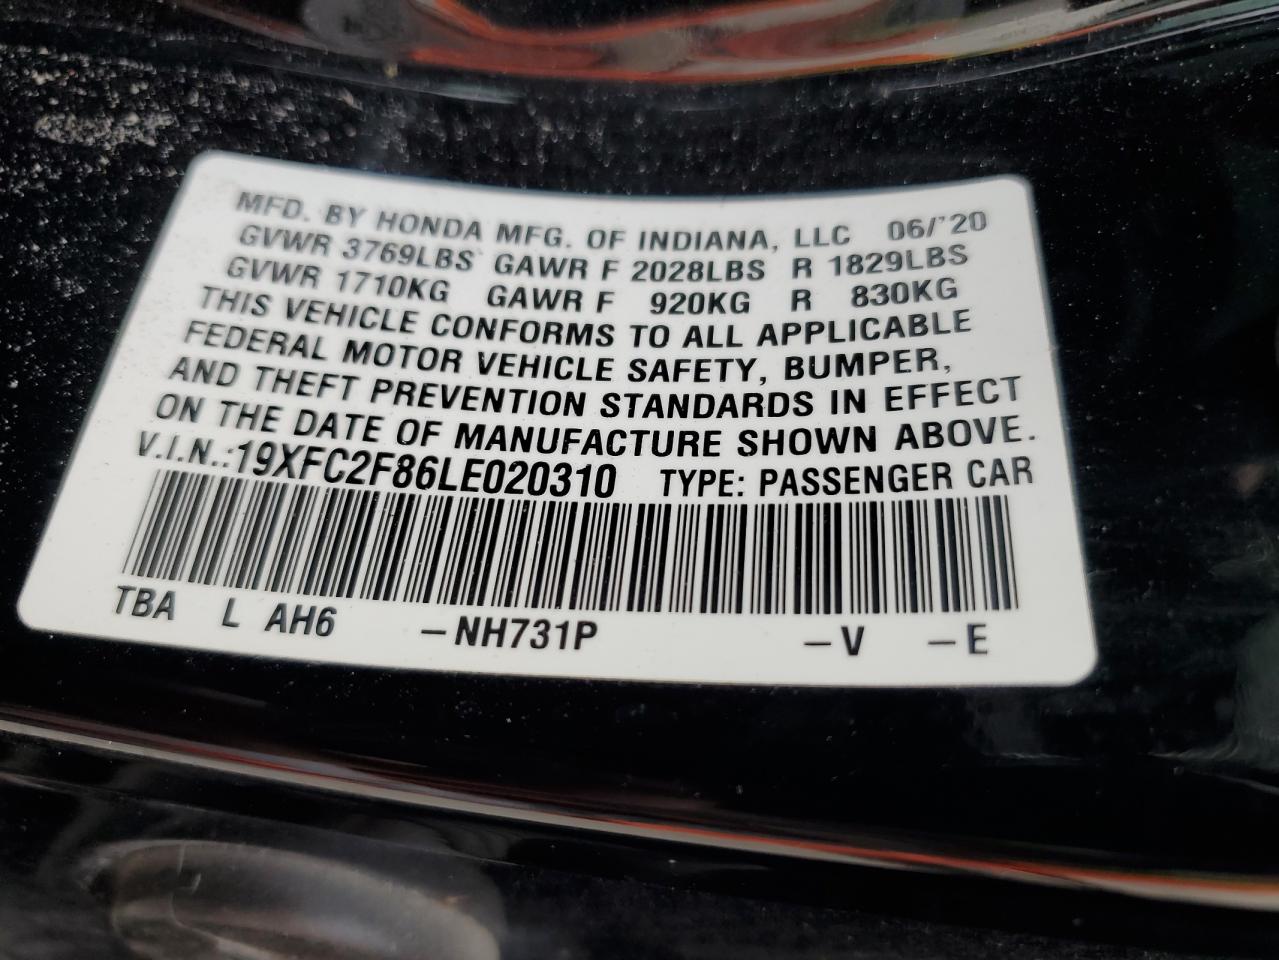 MFD. BY HONDA MFG. OF INDIANA, LLC 06/'20
GVWR 3769LBS GAWR F 2028LBS R 1829LBS
GVWR 1710KG GAWR F 920KG R 830KG
THIS VEHICLE CONFORMS TO ALL APPLICABLE
FEDERAL MOTOR VEHICLE SAFETY, BUMPER,
AND THEFT PREVENTION STANDARDS IN EFFECT
ON THE DATE OF MANUFACTURE SHOWN ABOVE.
V.I.N.:19XFC2F86LE020310 TYPE: PASSENGER CAR
TBA L AH6 –NH731P –V –E